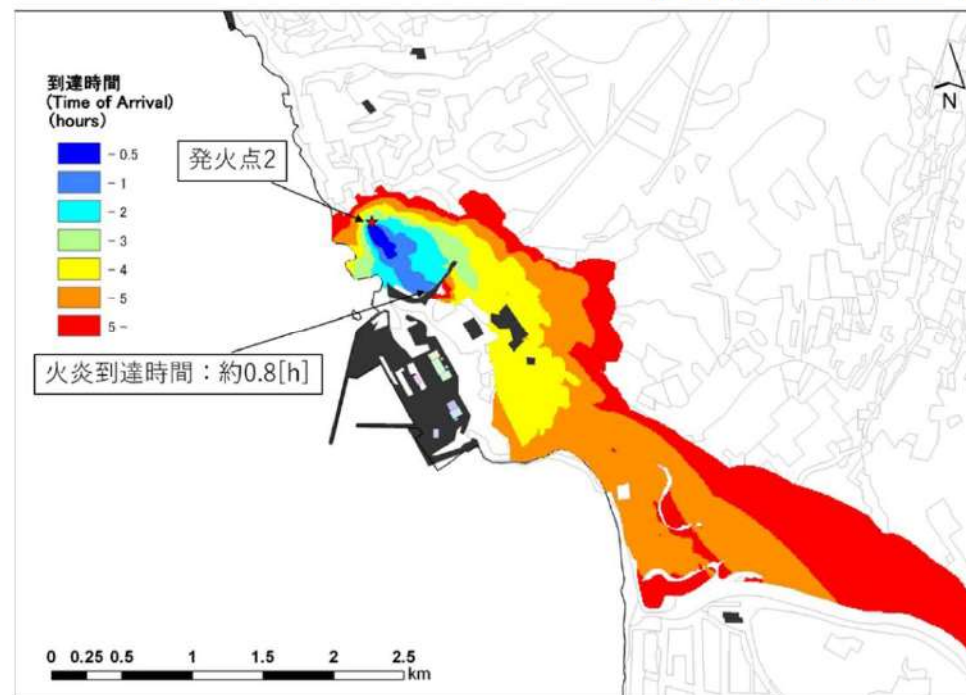 到達時間
(Time of Arrival)
(hours)
- 0.5
- 1
- 2
- 3
- 4
- 5
5 -
発火点2
火炎到達時間：約0.8[h]
N
0 0.25 0.5 1 1.5 2 2.5
km